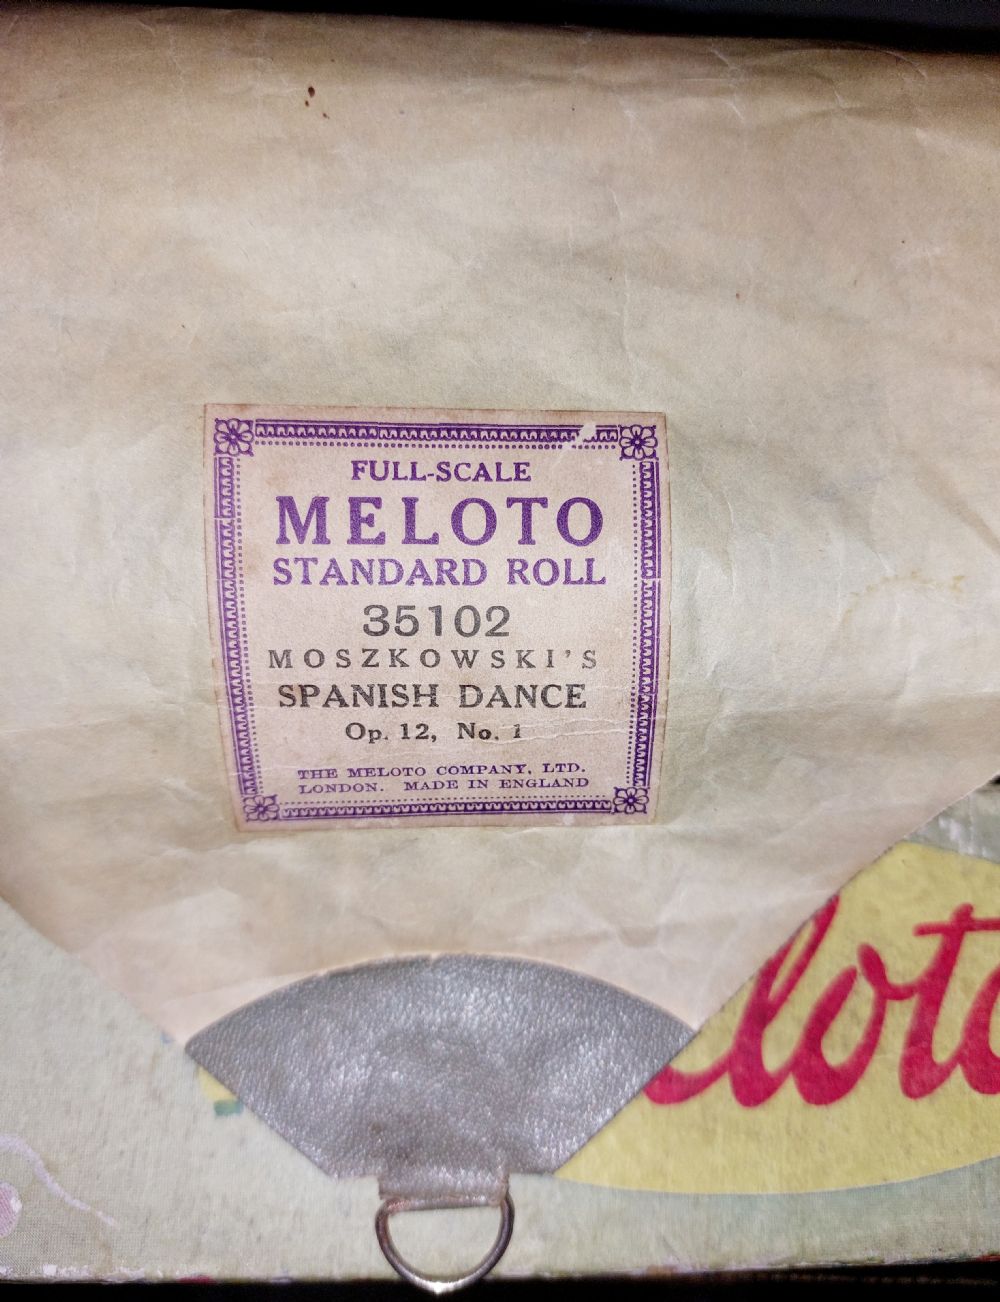 FULL-SCALE
MELOTO
STANDARD ROLL
35102
MOSZKOWSKI'S
SPANISH DANCE
Op. 12, No. 1
THE MELOTO COMPANY, LTD.
LONDON. MADE IN ENGLAND
eloto